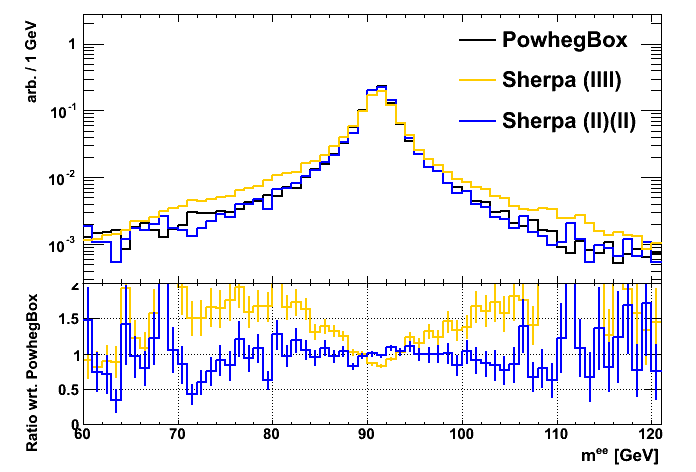 arb. / 1 GeV
1
10-1
10-2
10-3
PowhegBox
Sherpa (llll)
Sherpa (ll)(ll)
Ratio wrt. PowhegBox
2
1.5
1
0.5
0
60 70 80 90 100 110 120
mee [GeV]